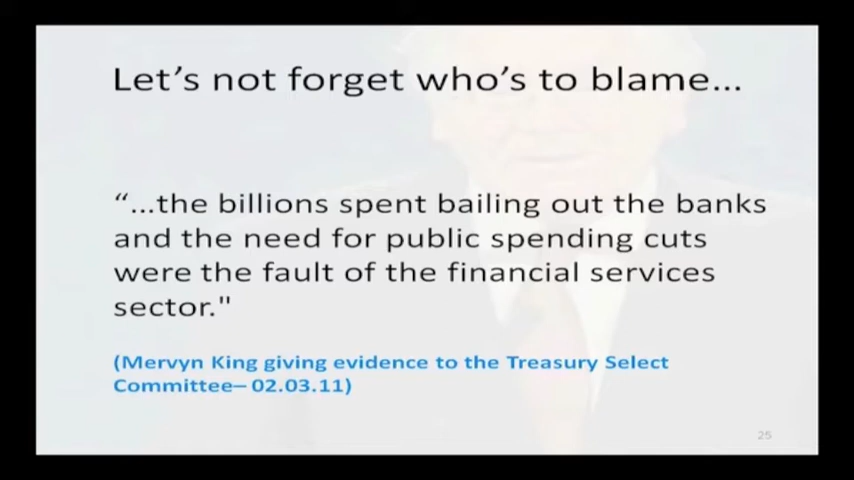 Let’s not forget who’s to blame...
“...the billions spent bailing out the banks
and the need for public spending cuts
were the fault of the financial services
sector."
(Mervyn King giving evidence to the Treasury Select
Committee– 02.03.11)
25